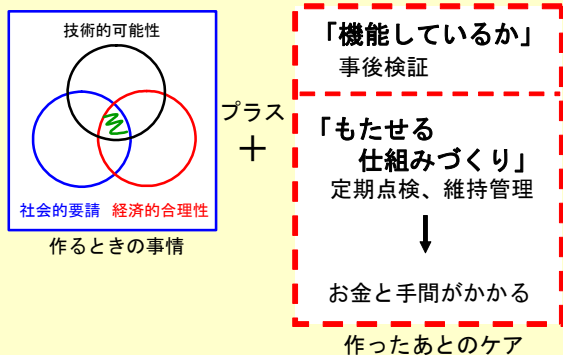 技術的可能性
社会的要請 経済的合理性
作るときの事情
プラス
＋
「機能しているか」
事後検証
「もたせる
仕組みづくり」
定期点検、維持管理
お金と手間がかかる
作ったあとのケア